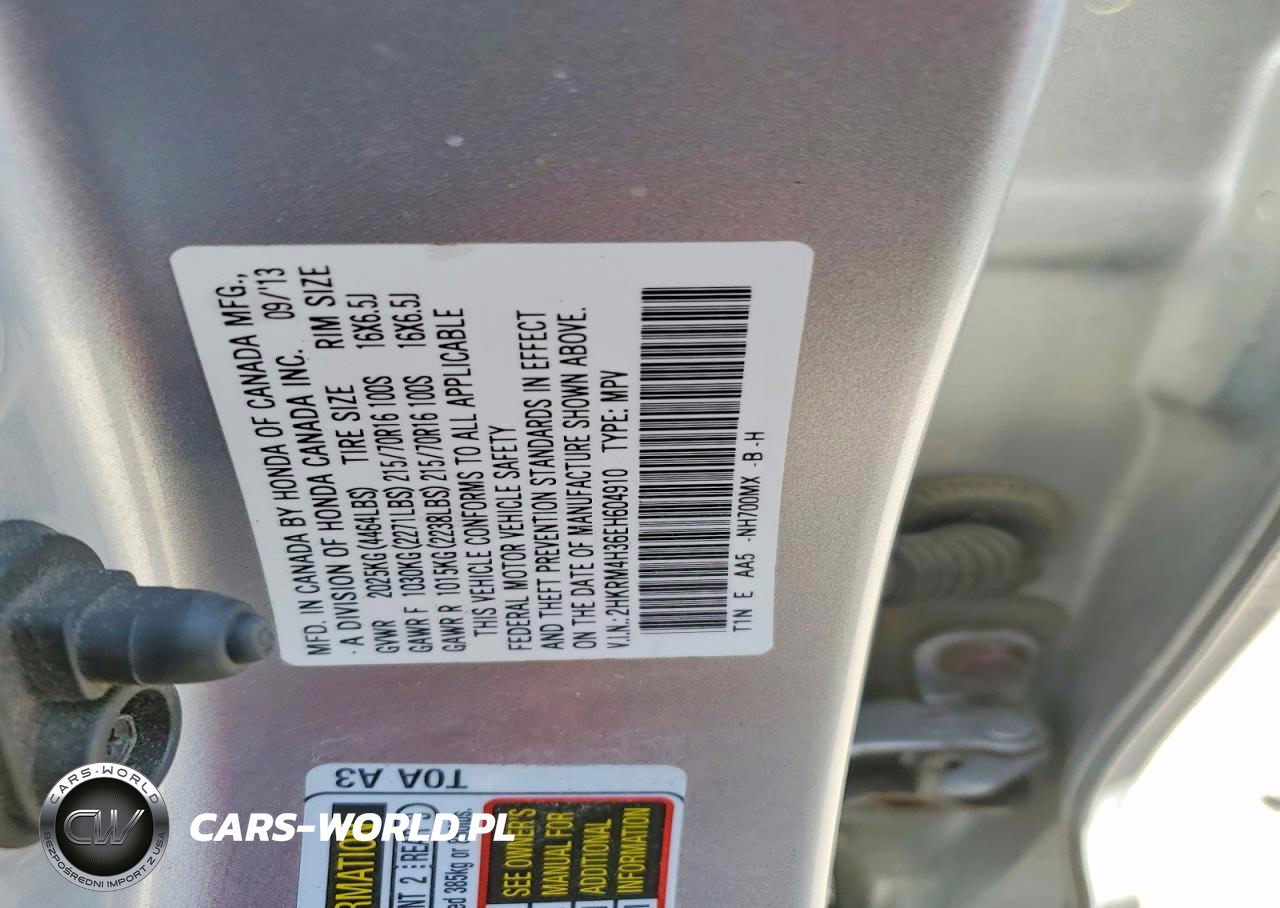 MFD. IN CANADA BY HONDA OF CANADA MFG.,
A DIVISION OF HONDA CANADA INC. 09/'13
GVWR 2025KG(4464LBS) TIRE SIZE RIM SIZE
GAWR F 1030KG(2271LBS) 215/70R16 100S 16X6.5J
GAWR R 1015KG(2238LBS) 215/70R16 100S 16X6.5J
THIS VEHICLE CONFORMS TO ALL APPLICABLE
FEDERAL MOTOR VEHICLE SAFETY
AND THEFT PREVENTION STANDARDS IN EFFECT
ON THE DATE OF MANUFACTURE SHOWN ABOVE.
V.I.N.: 2HKRM4H36EH604910 TYPE: MPV
T1N E AA5 -NH700MX -B-H
T0A A3
SEE OWNER'S
MANUAL FOR
ADDITIONAL
INFORMATION
CARS-WORLD
CW
BEZPOŚREDNI IMPORT Z USA
CARS-WORLD.PL